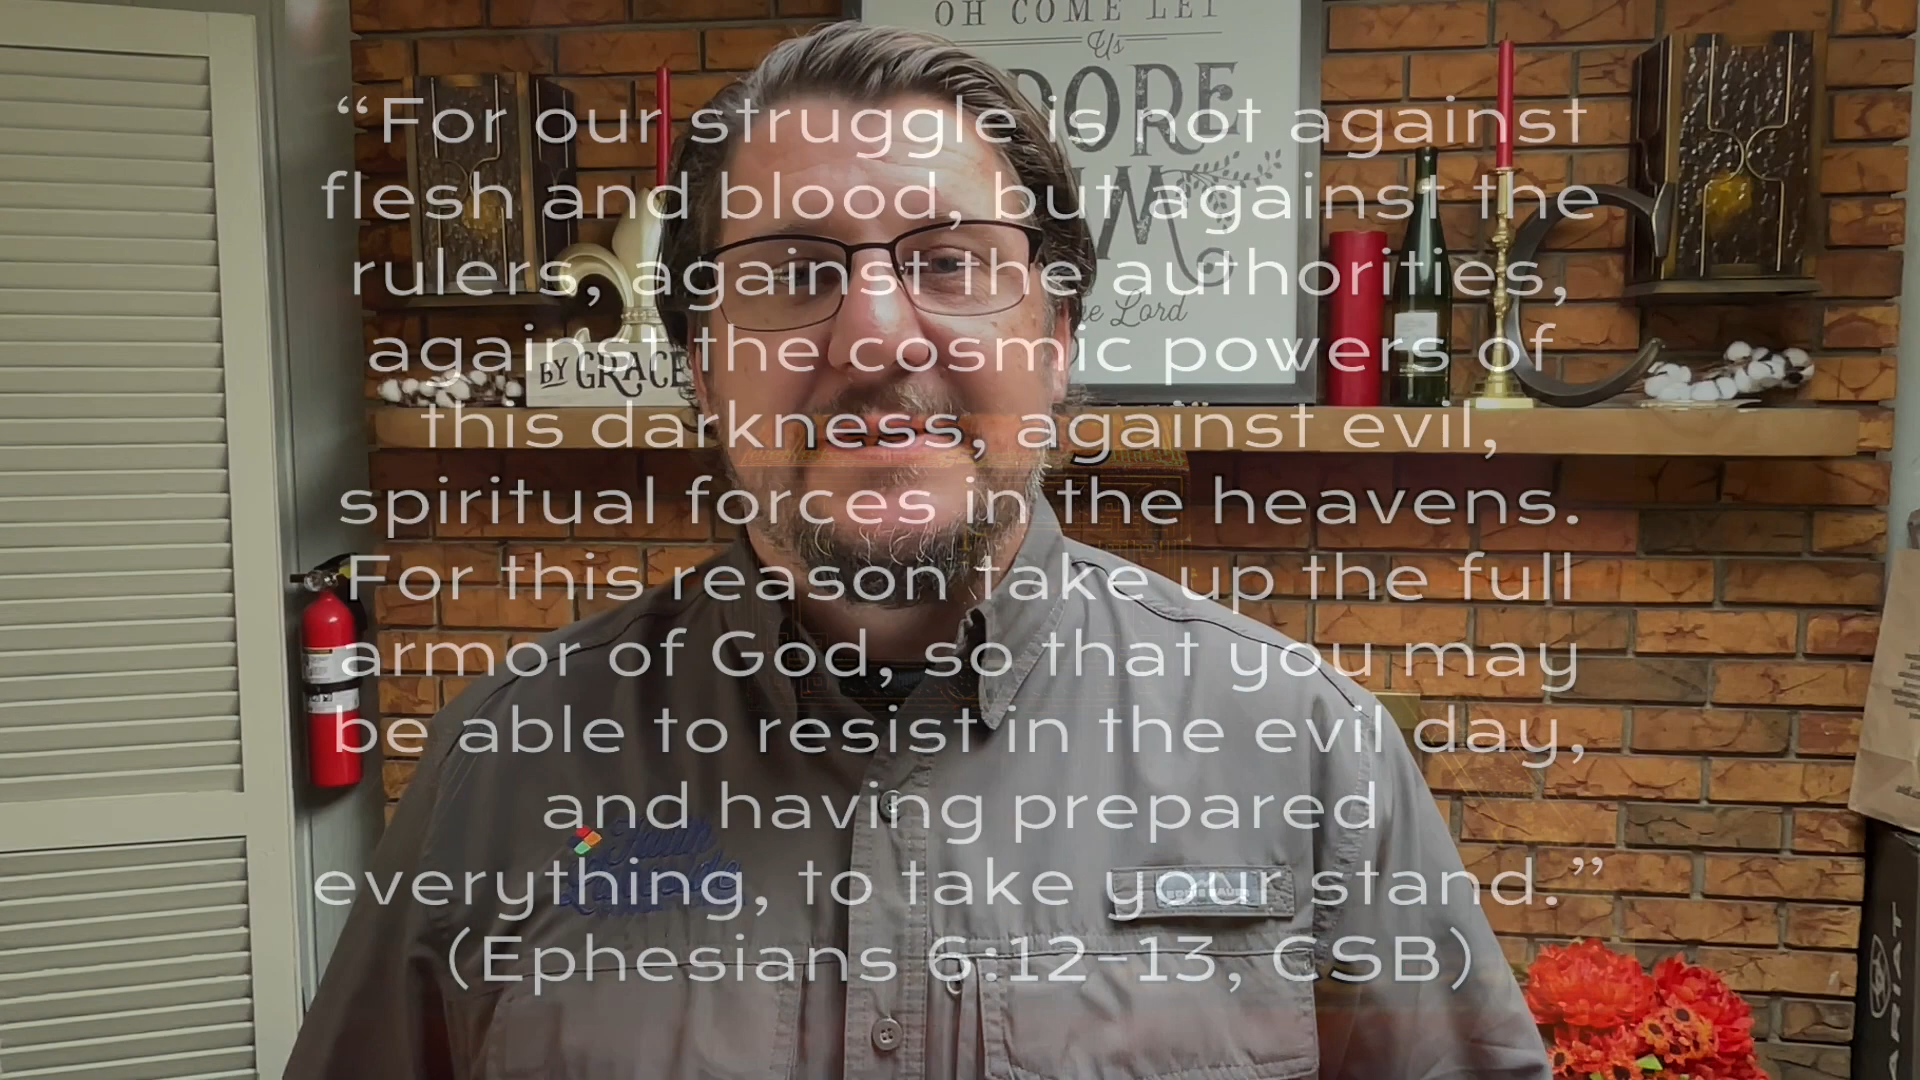 OH COME LET
Us
ADORE
HIM
the Lord
BY GRACE
“For our struggle is not against
flesh and blood, but against the
rulers, against the authorities,
against the cosmic powers of
this darkness, against evil,
spiritual forces in the heavens.
For this reason take up the full
armor of God, so that you may
be able to resist in the evil day,
and having prepared
everything, to take your stand.”
(Ephesians 6:12-13, CSB)
EDDIE BAUER
ARIAT